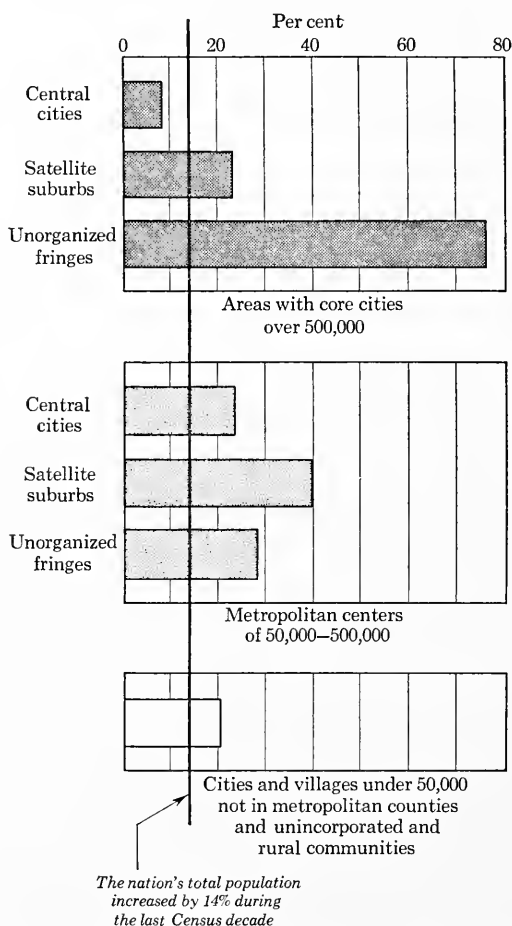 Per cent
0 20 40 60 80
Central
cities
Satellite
suburbs
Unorganized
fringes
Areas with core cities
over 500,000
Central
cities
Satellite
suburbs
Unorganized
fringes
Metropolitan centers
of 50,000–500,000
Cities and villages under 50,000
not in metropolitan counties
and unincorporated and
rural communities
The nation's total population
increased by 14% during
the last Census decade